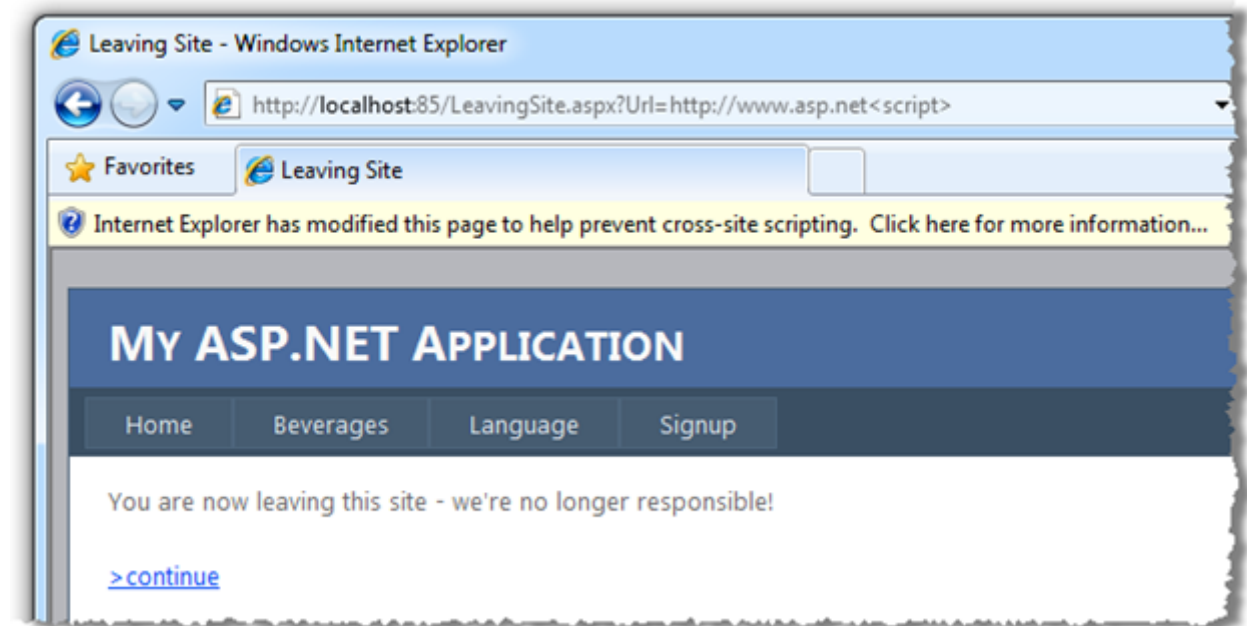 Leaving Site - Windows Internet Explorer
http://localhost:85/LeavingSite.aspx?Url=http://www.asp.net<script>
Favorites Leaving Site
Internet Explorer has modified this page to help prevent cross-site scripting. Click here for more information...
MY ASP.NET APPLICATION
Home Beverages Language Signup
You are now leaving this site - we're no longer responsible!
>continue